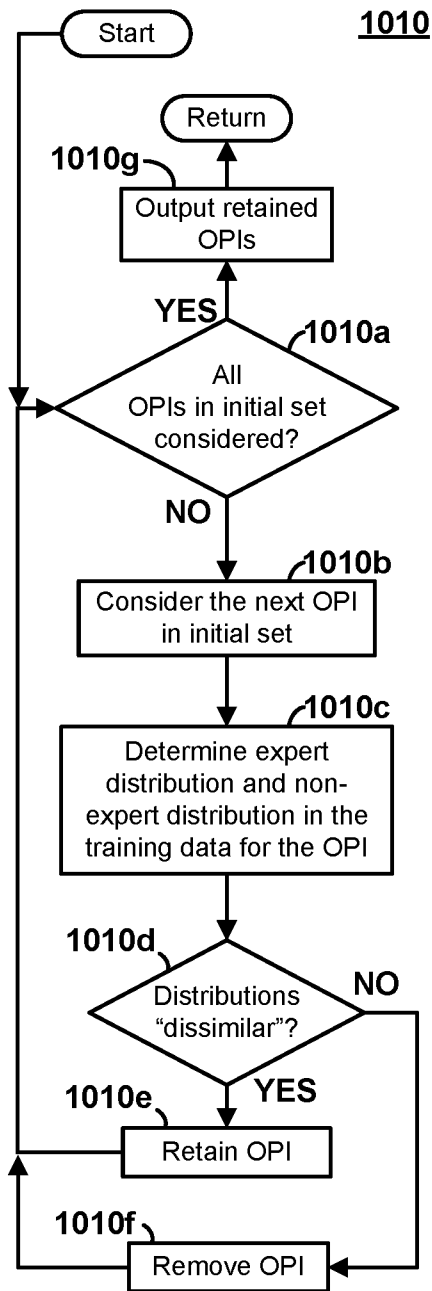 Start
1010
Return
1010g
Output retained
OPIs
YES
1010a
All
OPIs in initial set
considered?
NO
1010b
Consider the next OPI
in initial set
1010c
Determine expert
distribution and non-
expert distribution in the
training data for the OPI
1010d
Distributions
“dissimilar”?
NO
YES
1010e
Retain OPI
1010f
Remove OPI